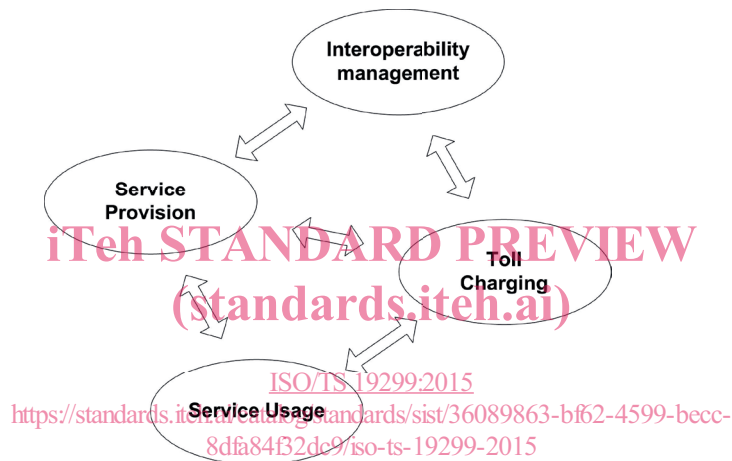 Interoperability
management
Service
Provision
iTeh STANDARD PREVIEW
Toll
Charging
(standards.iteh.ai)
ISO/TS 19299:2015
https://standards.iteh.ai/catalog/standards/sist/36089863-bf62-4599-becc-
Service Usage
8dfa84f32dc9/iso-ts-19299-2015